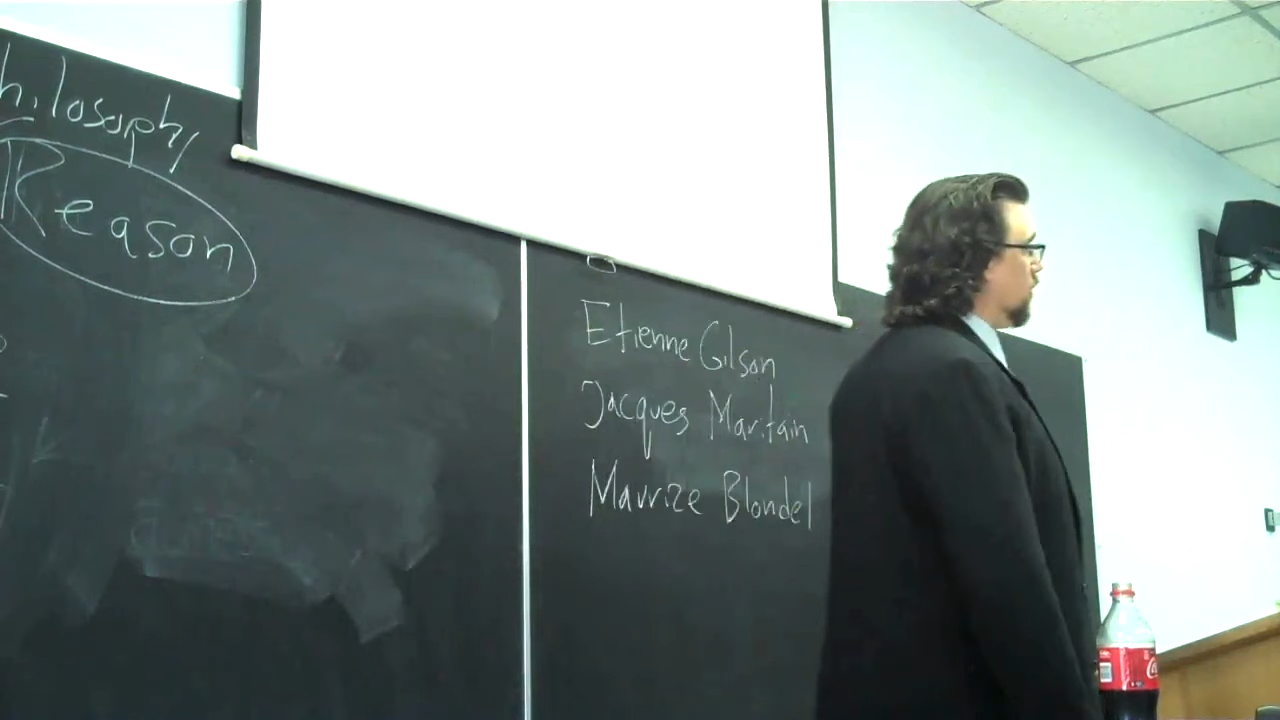 hilosophy
Reason
Etienne Gilson
Jacques Maritain
Maurize Blondel